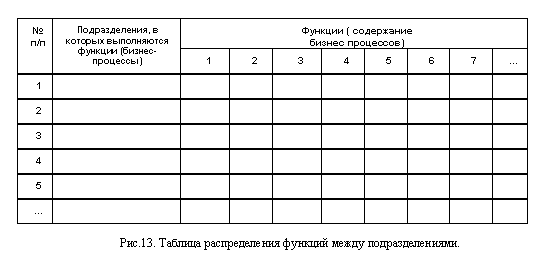 №
п/п
Подразделения, в
которых выполняются
функции (бизнес-
процессы)
Функции ( содержание
бизнес процессов)
1 2 3 4 5 6 7 ...
1
2
3
4
5
...
Рис.13. Таблица распределения функций между подразделениями.